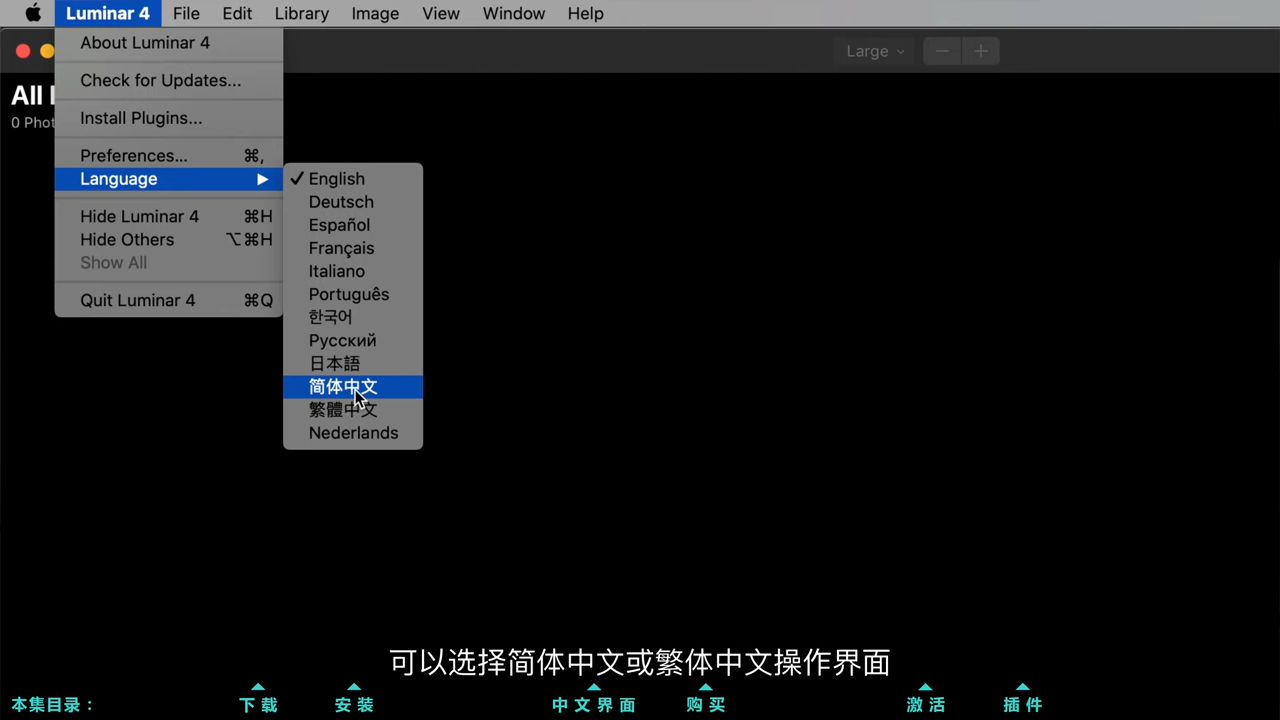 Luminar 4 File Edit Library Image View Window Help
About Luminar 4
Large
Check for Updates...
All
0 Phot
Install Plugins...
Preferences... ⌘,
Language ▶
Hide Luminar 4 ⌘H
Hide Others ⌥⌘H
Show All
Quit Luminar 4 ⌘Q
✓ English
Deutsch
Español
Français
Italiano
Português
한국어
Русский
日本語
简体中文
繁體中文
Nederlands
可以选择简体中文或繁体中文操作界面
本集目录： 下载 安装 中文界面 购买 激活 插件